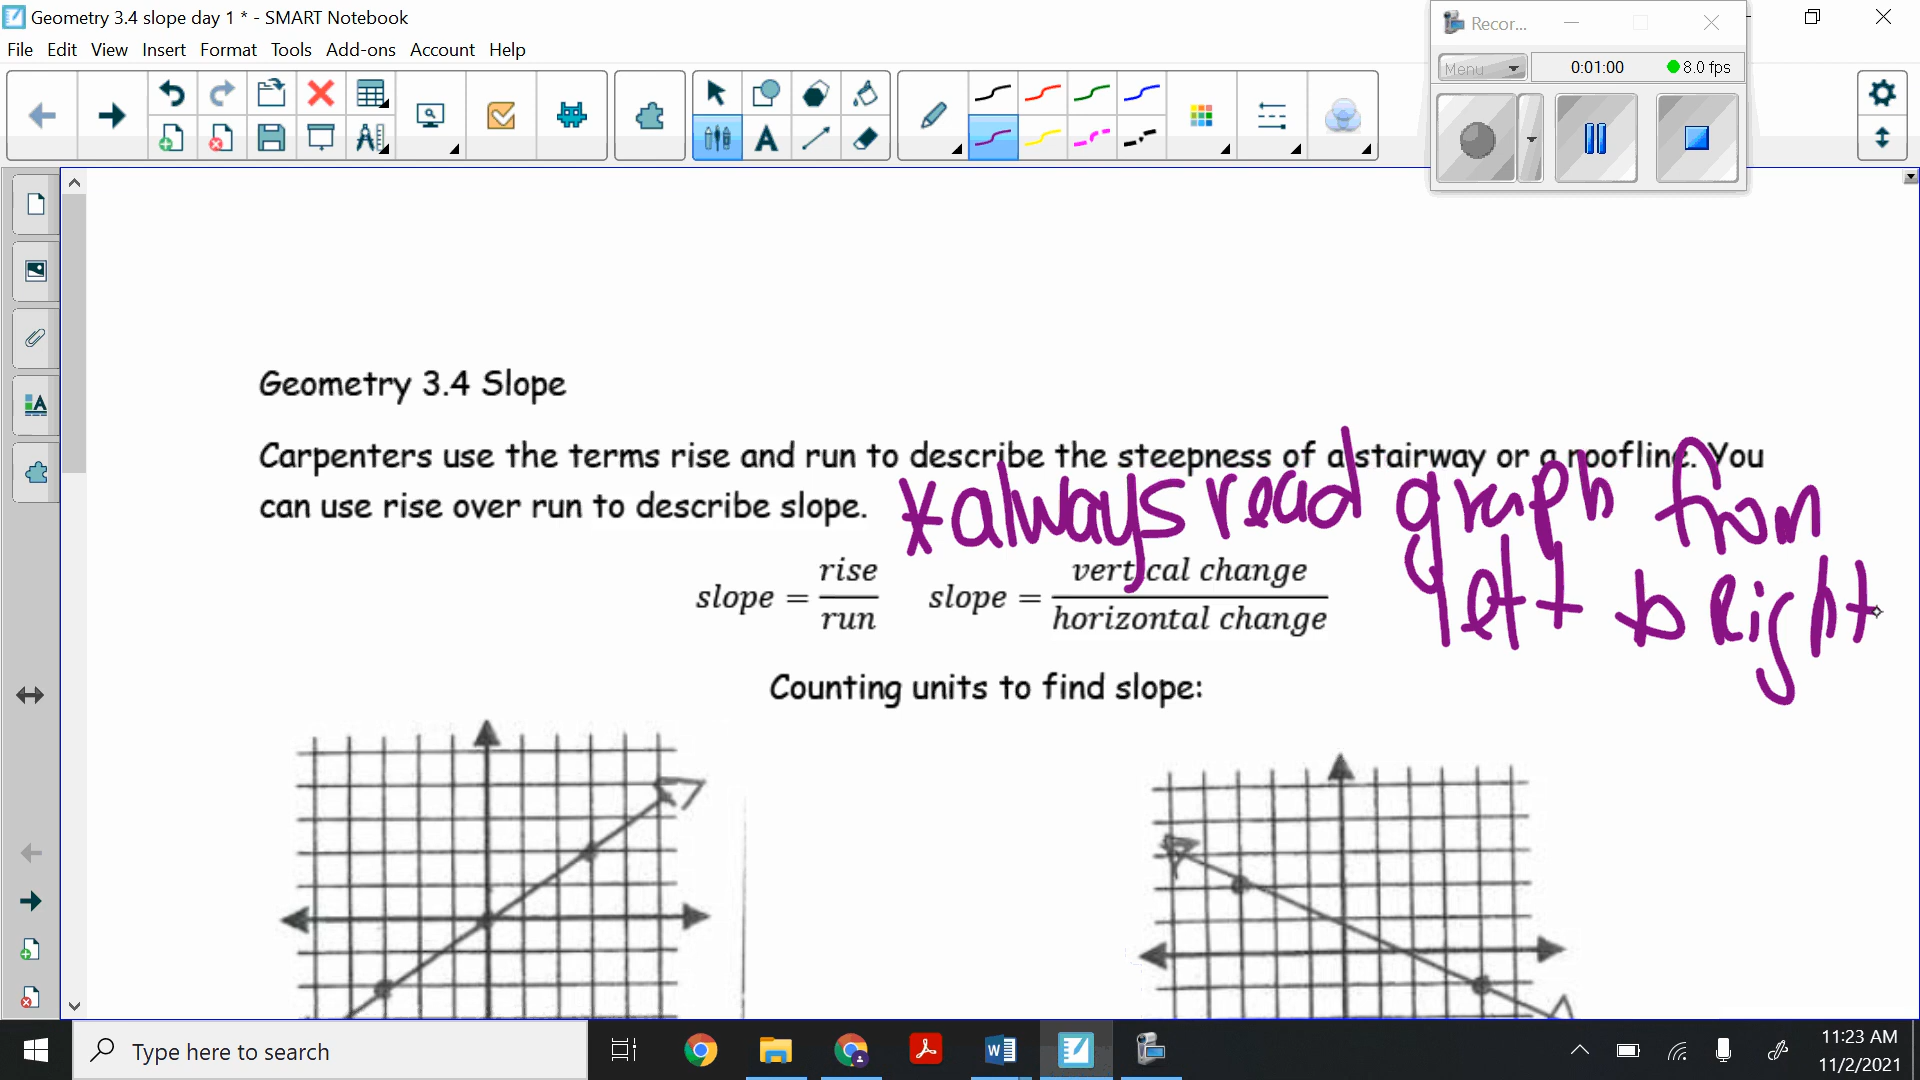 Geometry 3.4 slope day 1 * - SMART Notebook
File Edit View Insert Format Tools Add-ons Account Help
Recor...
Menu 0:01:00 8.0 fps
Geometry 3.4 Slope
Carpenters use the terms rise and run to describe the steepness of a stairway or a roofline. You
can use rise over run to describe slope.
*always read graph from
left to Right
slope = rise/run slope = vertical change/horizontal change
Counting units to find slope:
Type here to search
11:23 AM
11/2/2021